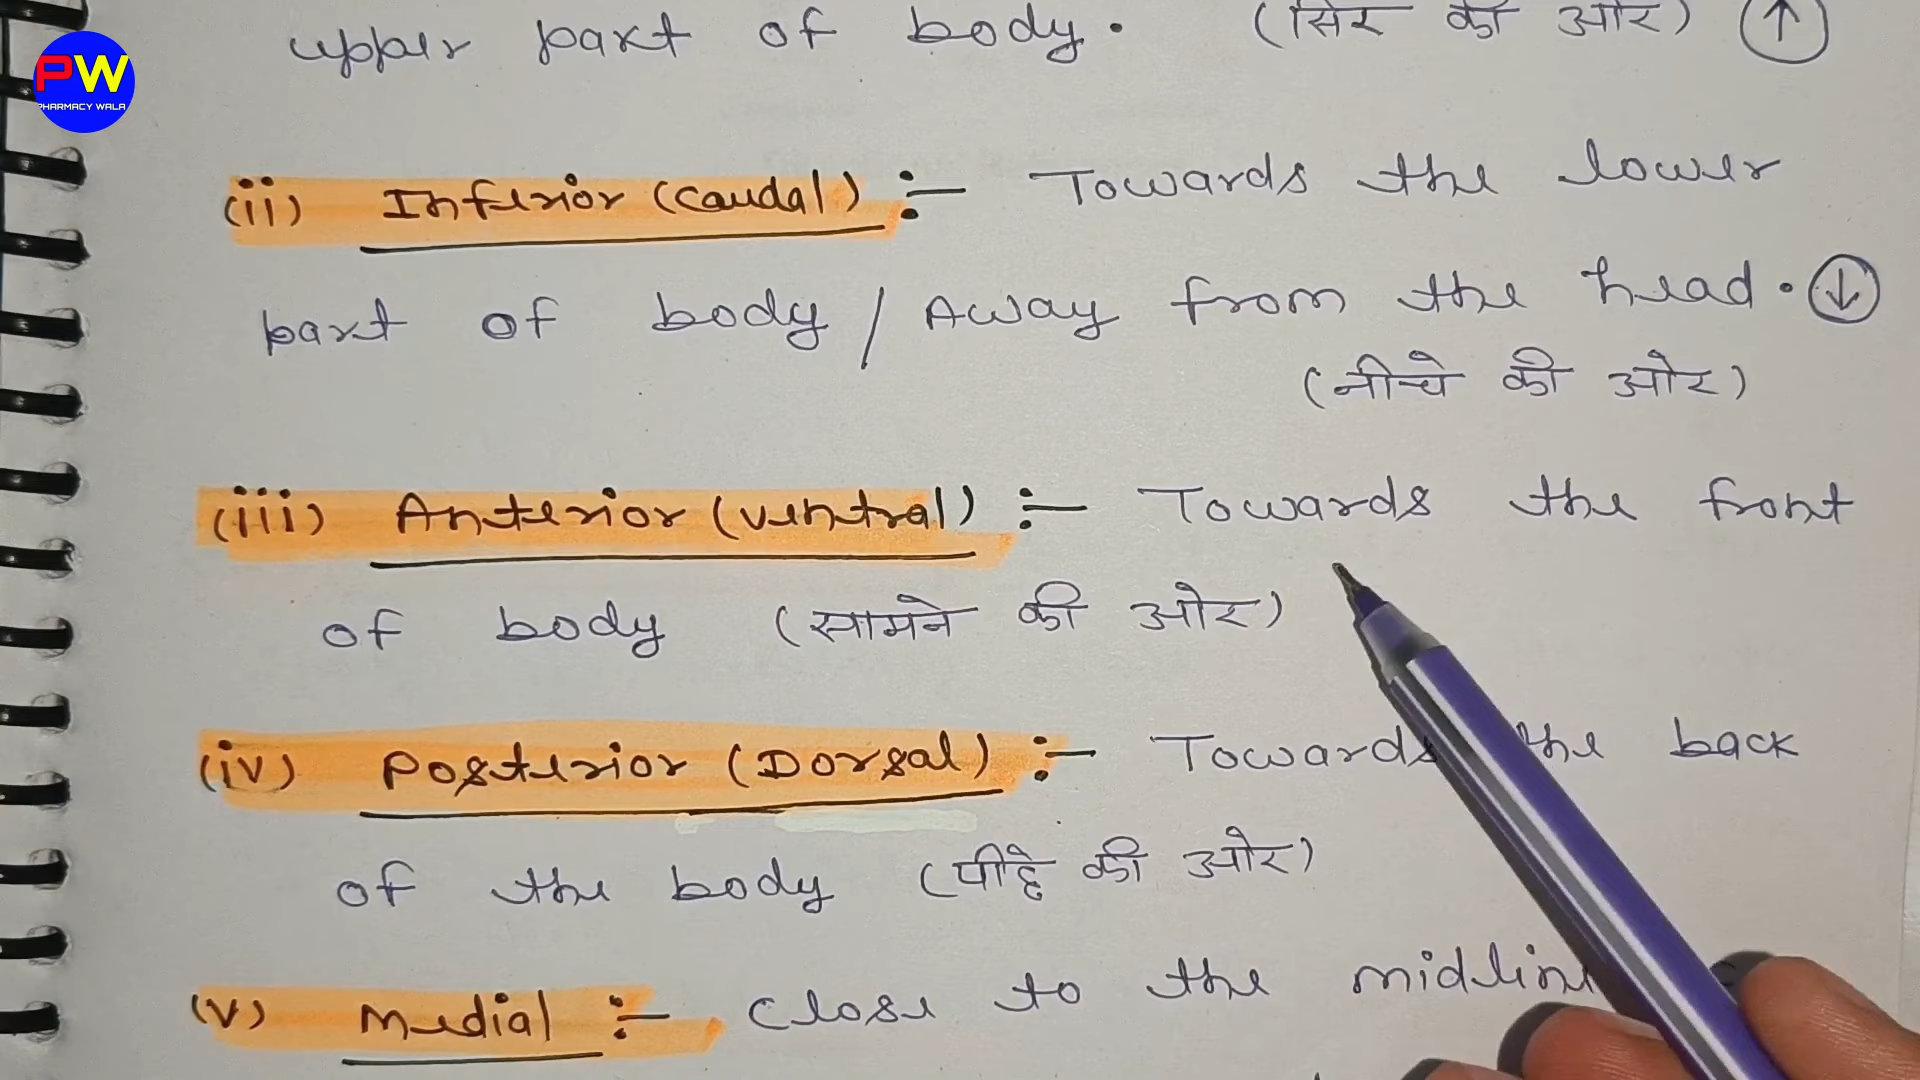 upper part of body. (सिर की ओर) ↑
PW
PHARMACY WALA
(ii) Inferior (caudal) :- Towards the lower
part of body / Away from the head. ↓
(नीचे की ओर)
(iii) Anterior (ventral) :- Towards the front
of body (सामने की ओर)
(iv) Posterior (Dorsal) :- Towards the back
of the body (पीछे की ओर)
(v) Medial :- Close to the midline